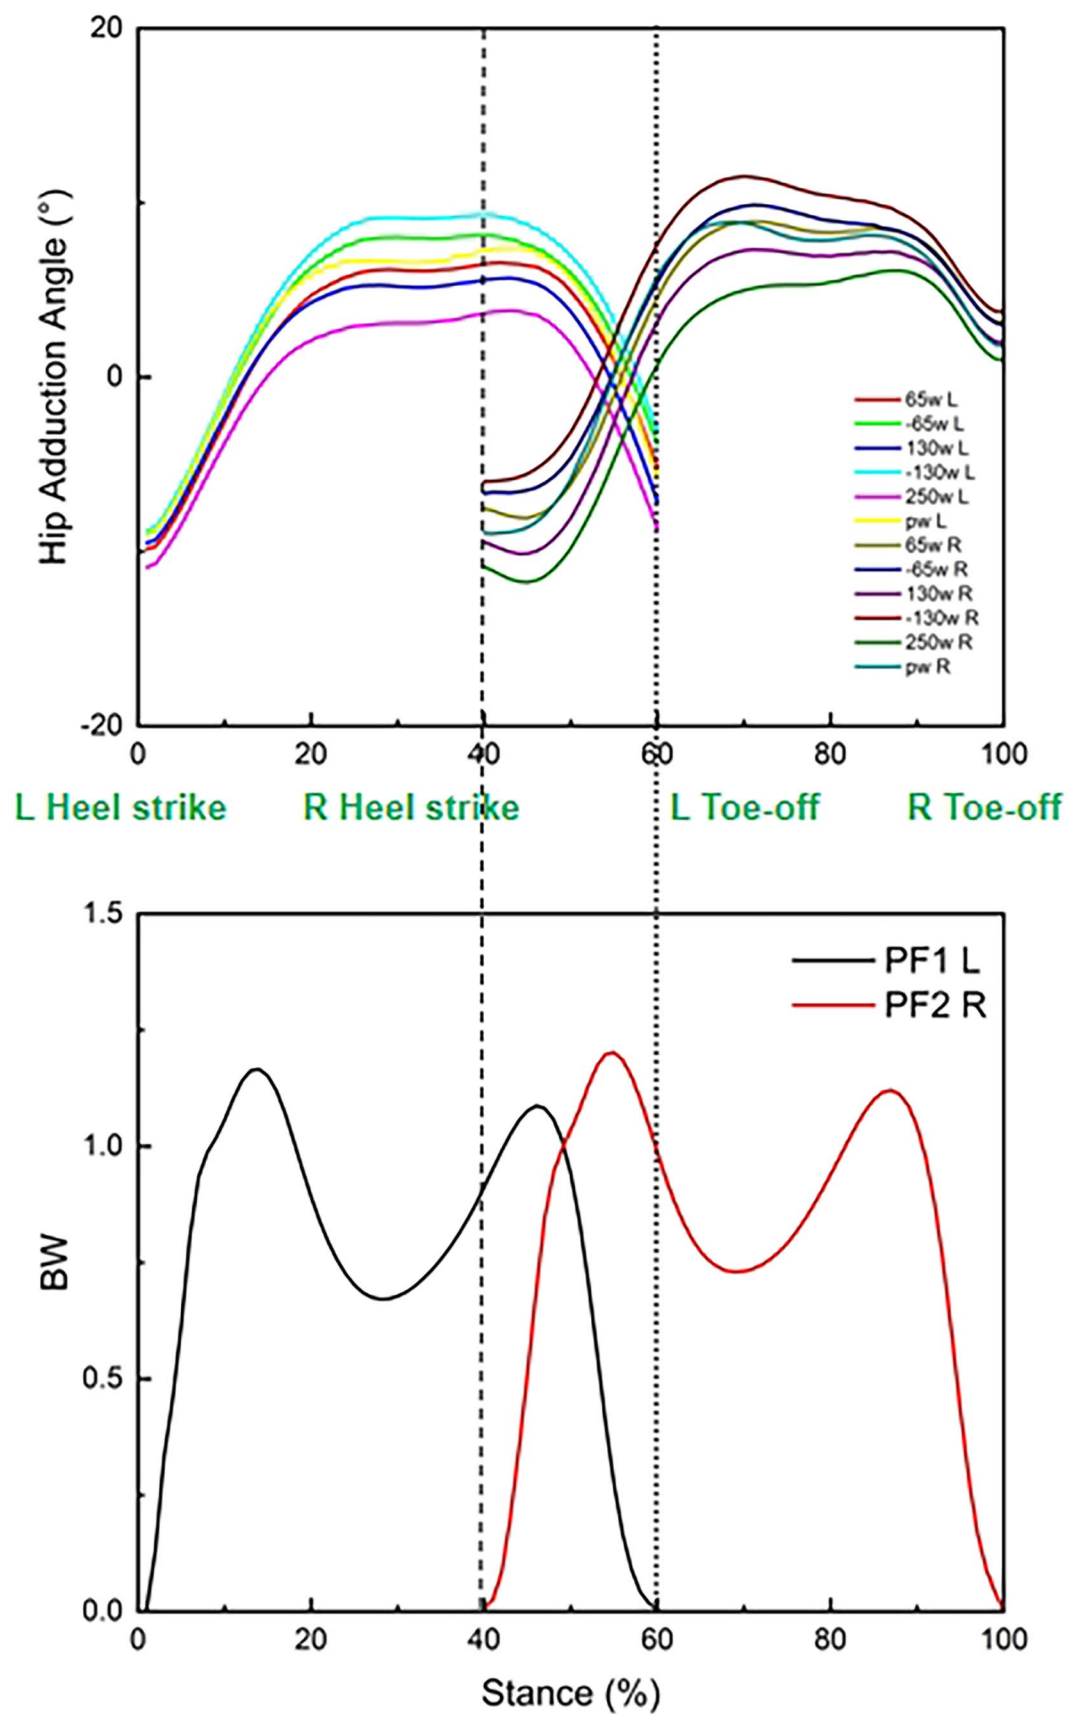 20
0
-20
Hip Adduction Angle (°)
65w L
-65w L
130w L
-130w L
250w L
pw L
65w R
-65w R
130w R
-130w R
250w R
pw R
0 20 40 60 80 100
L Heel strike R Heel strike L Toe-off R Toe-off
1.5
1.0
0.5
0.0
BW
PF1 L
PF2 R
0 20 40 60 80 100
Stance (%)